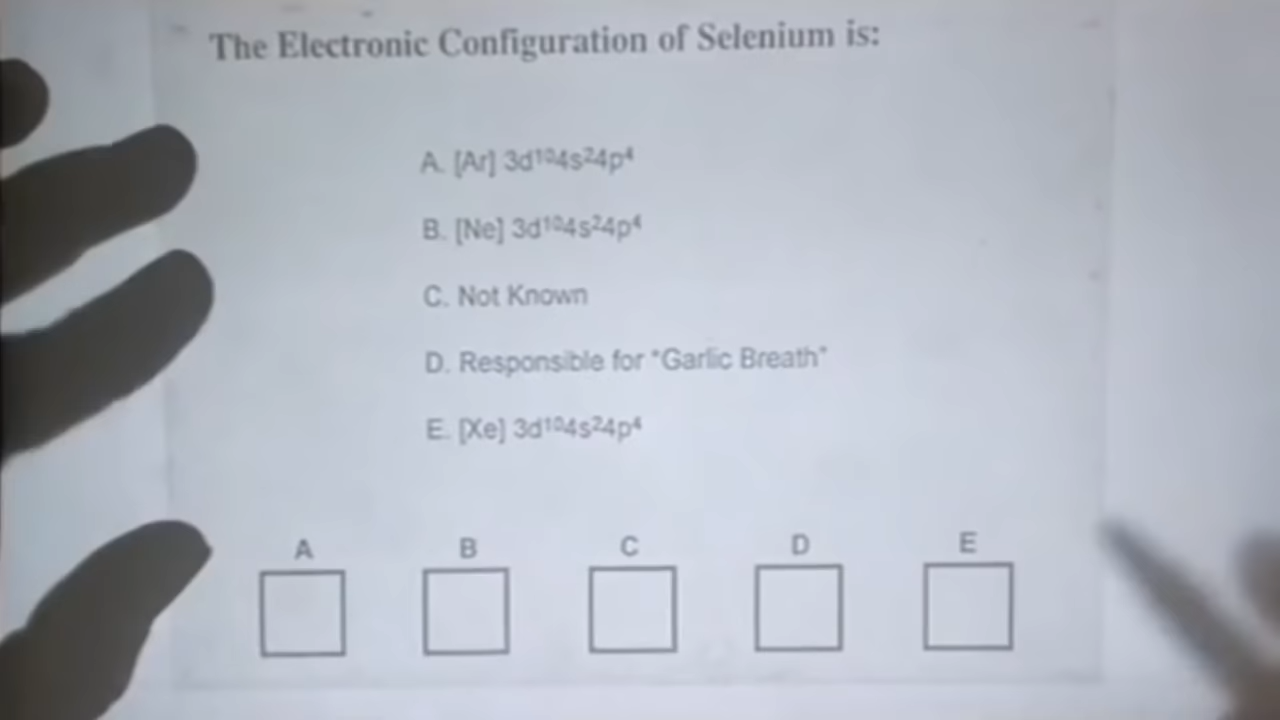 The Electronic Configuration of Selenium is:
A. [Ar] 3d¹⁰4s²4p⁴
B. [Ne] 3d¹⁰4s²4p⁴
C. Not Known
D. Responsible for "Garlic Breath"
E. [Xe] 3d¹⁰4s²4p⁴
A B C D E